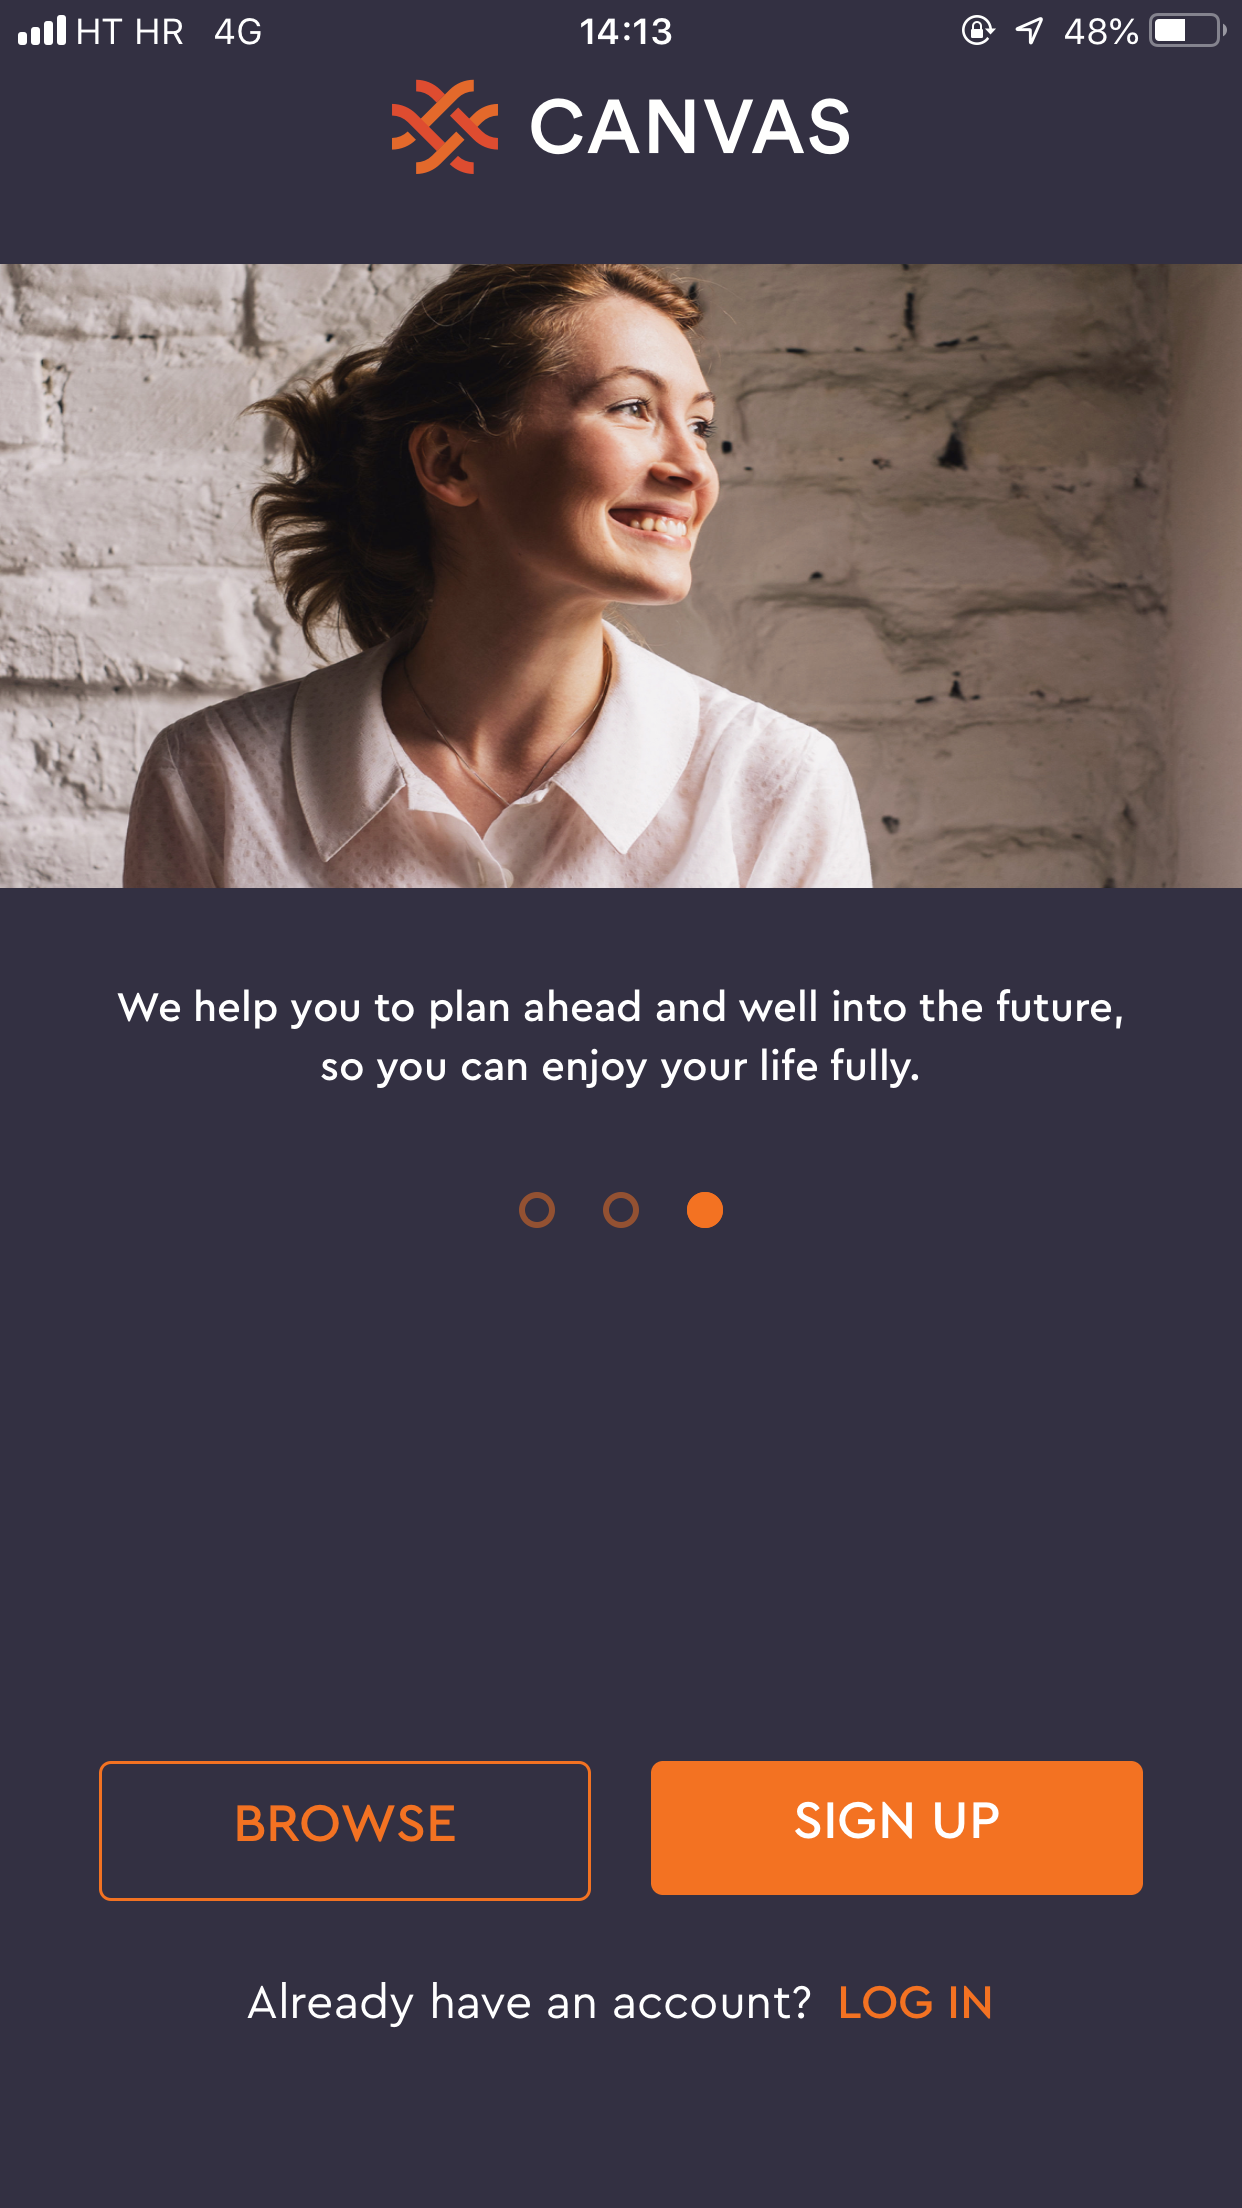 HT HR 4G 14:13 48%
CANVAS
We help you to plan ahead and well into the future,
so you can enjoy your life fully.
BROWSE
SIGN UP
Already have an account? LOG IN